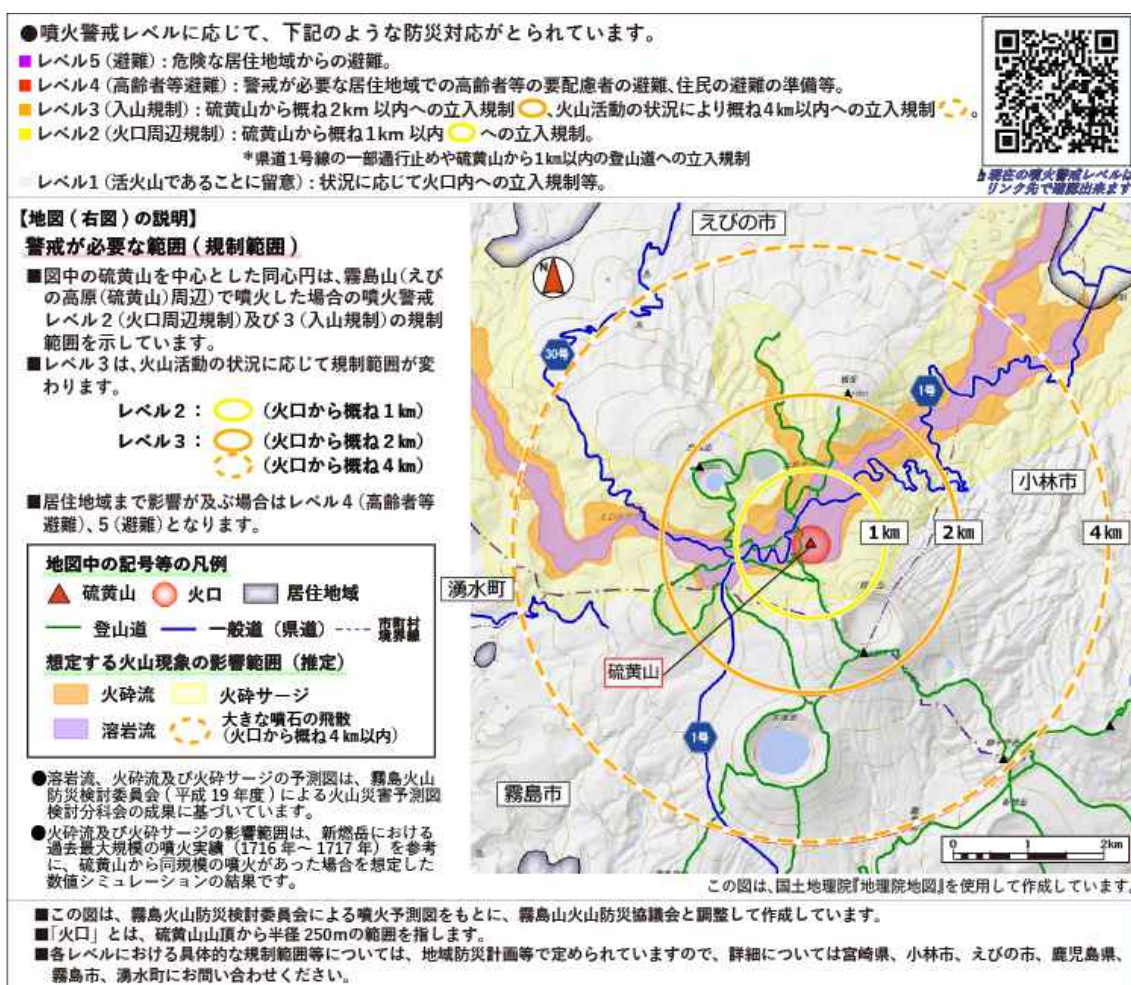 ●噴火警戒レベルに応じて、下記のような防災対応がとられています。
■レベル5(避難):危険な居住地域からの避難。
■レベル4(高齢者等避難):警戒が必要な居住地域での高齢者等の要配慮者の避難、住民の避難の準備等。
■レベル3(入山規制):硫黄山から概ね2km以内への立入規制、火山活動の状況により概ね4km以内への立入規制。
■レベル2(火口周辺規制):硫黄山から概ね1km以内への立入規制。
*県道1号線の一部通行止めや硫黄山から1km以内の登山道への立入規制
■レベル1(活火山であることに留意):状況に応じて火口内への立入規制等。
現在の噴火警戒レベルは
リンク先で確認出来ます
【地図(右図)の説明】
警戒が必要な範囲(規制範囲)
■図中の硫黄山を中心とした同心円は、霧島山(えび
の高原(硫黄山)周辺)で噴火した場合の噴火警戒
レベル2(火口周辺規制)及び3(入山規制)の規制
範囲を示しています。
■レベル3は、火山活動の状況に応じて規制範囲が変
わります。
レベル2:(火口から概ね1km)
レベル3:(火口から概ね2km)
(火口から概ね4km)
■居住地域まで影響が及ぶ場合はレベル4(高齢者等
避難)、5(避難)となります。
地図中の記号等の凡例
硫黄山 火口 居住地域
登山道 一般道(県道) 市町村
境界線
想定する火山現象の影響範囲(推定)
火砕流 火砕サージ
溶岩流 大きな噴石の飛散
(火口から概ね4km以内)
●溶岩流、火砕流及び火砕サージの予測図は、霧島火山
防災検討委員会(平成19年度)による火山災害予測図
検討分科会の成果に基づいています。
●火砕流及び火砕サージの影響範囲は、新燃岳における
過去最大規模の噴火実績(1716年~1717年)を参考
に、硫黄山から同規模の噴火があった場合を想定した
数値シミュレーションの結果です。
えびの市
N
30号
1号
小林市
1km
2km
4km
湧水町
硫黄山
1号
霧島市
0 1 2km
この図は、国土地理院『地理院地図』を使用して作成しています。
■この図は、霧島火山防災検討委員会による噴火予測図をもとに、霧島山火山防災協議会と調整して作成しています。
■「火口」とは、硫黄山山頂から半径250mの範囲を指します。
■各レベルにおける具体的な規制範囲等については、地域防災計画等で定められていますので、詳細については宮崎県、小林市、えびの市、鹿児島県、
霧島市、湧水町にお問い合わせください。